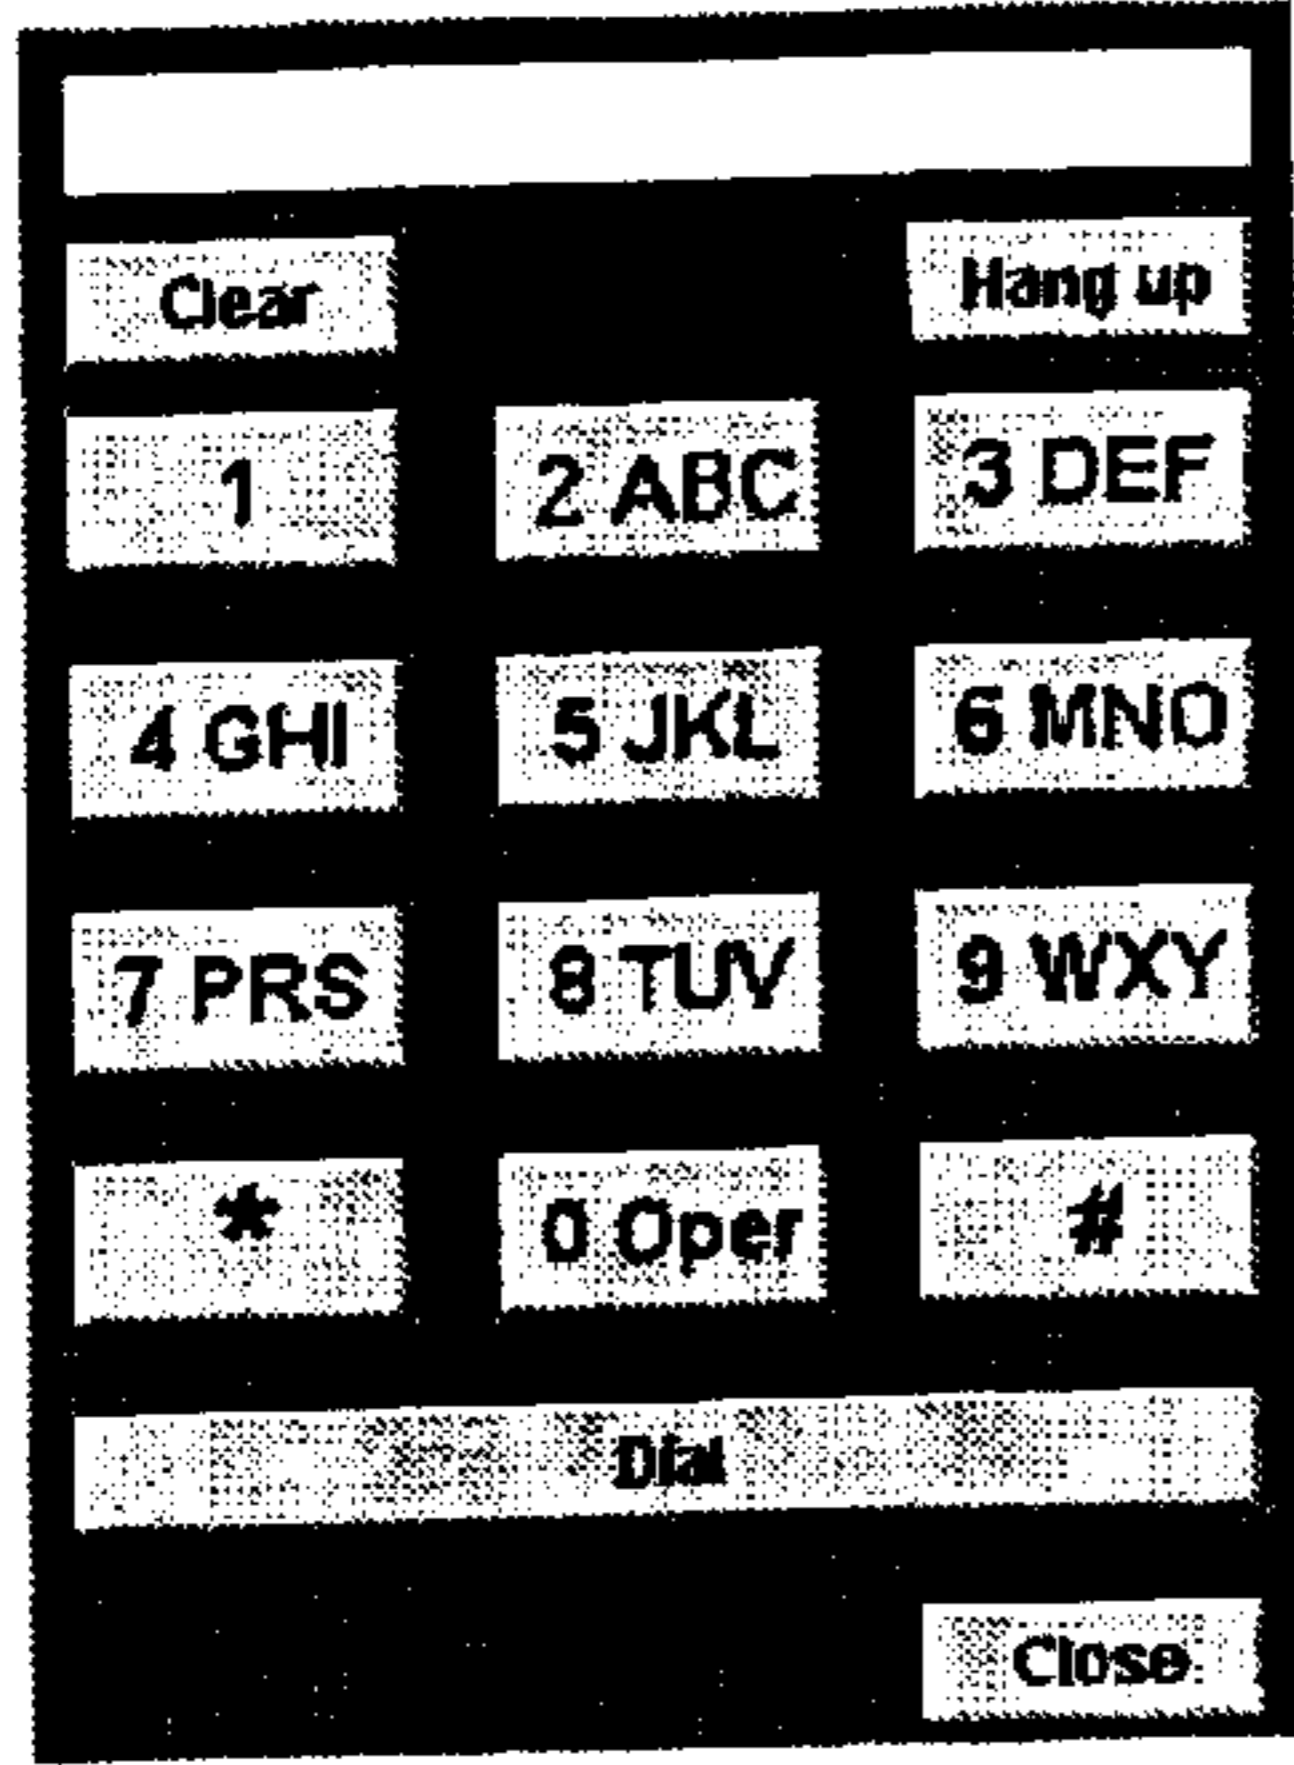 Clear Hang up
1 2 ABC 3 DEF
4 GHI 5 JKL 6 MNO
7 PRS 8 TUV 9 WXY
* 0 Oper #
Dial
Close